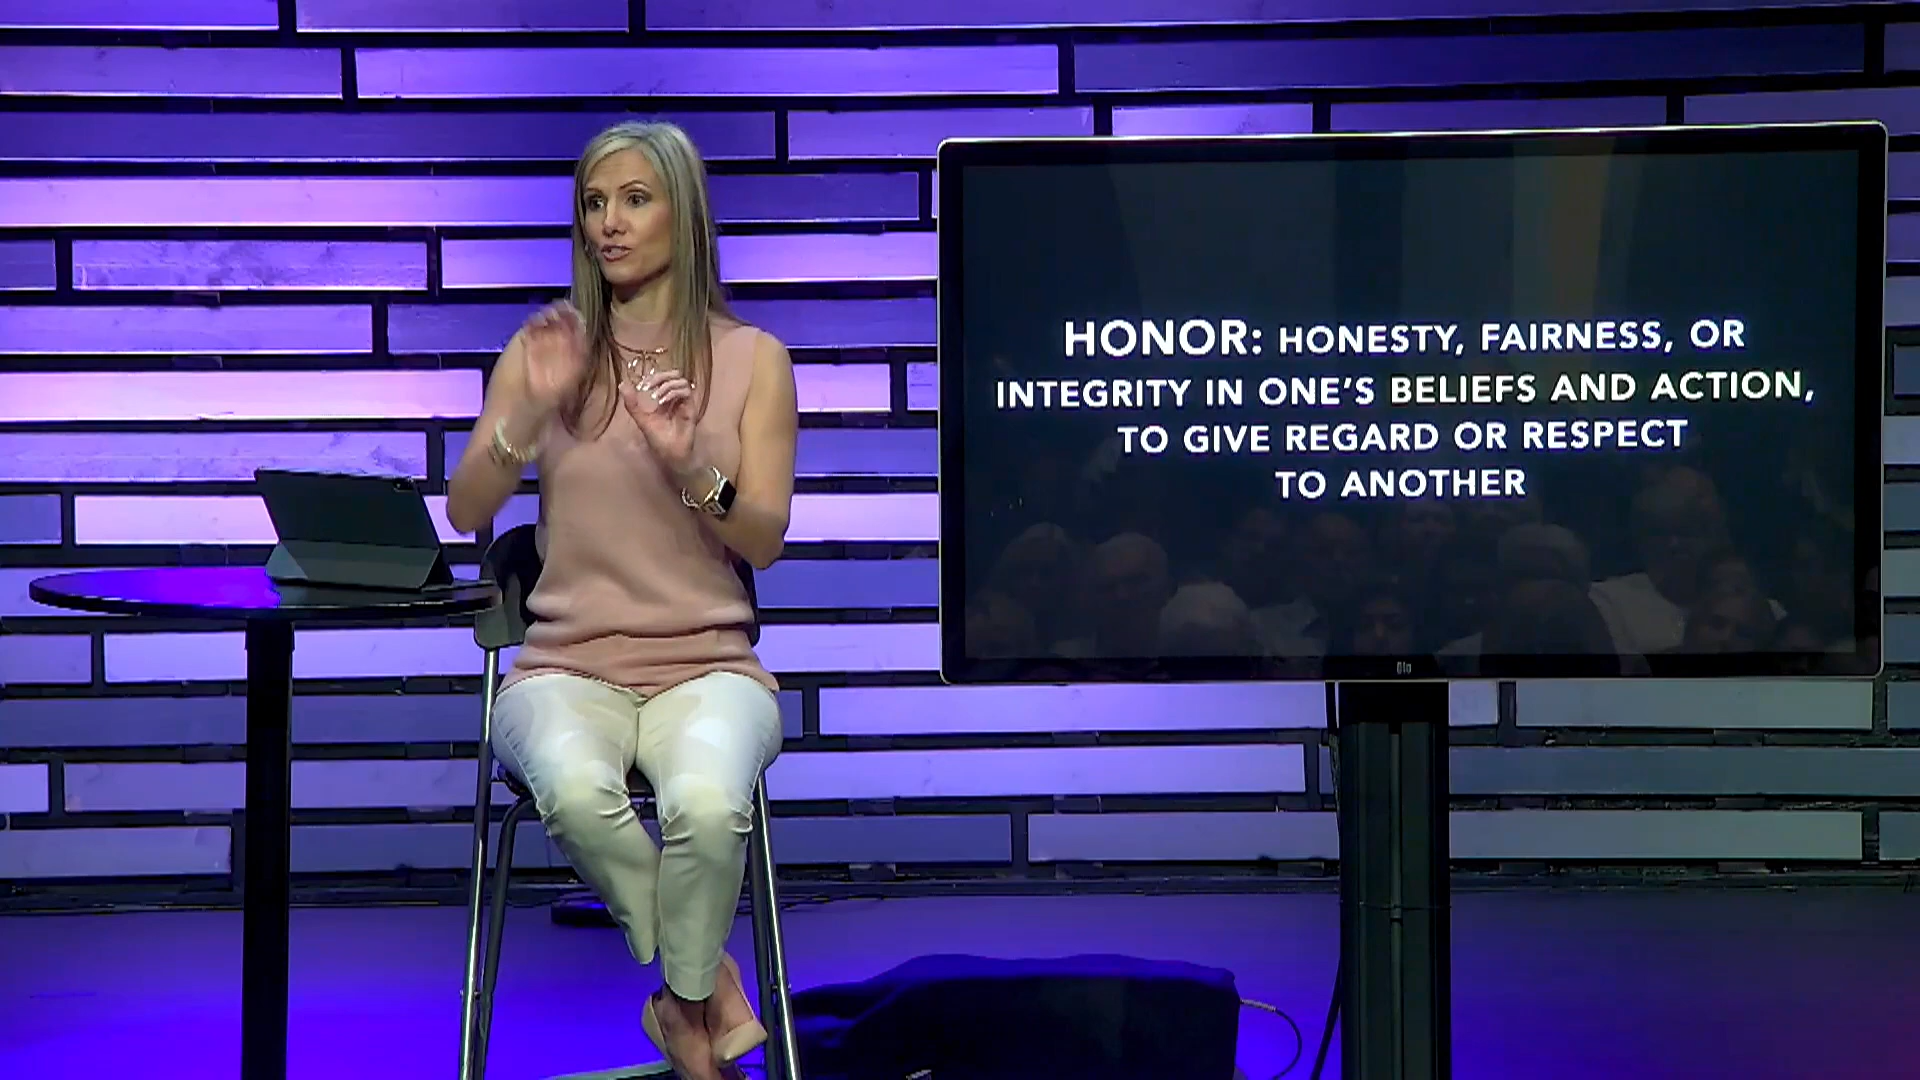 HONOR: HONESTY, FAIRNESS, OR
INTEGRITY IN ONE'S BELIEFS AND ACTION,
TO GIVE REGARD OR RESPECT
TO ANOTHER